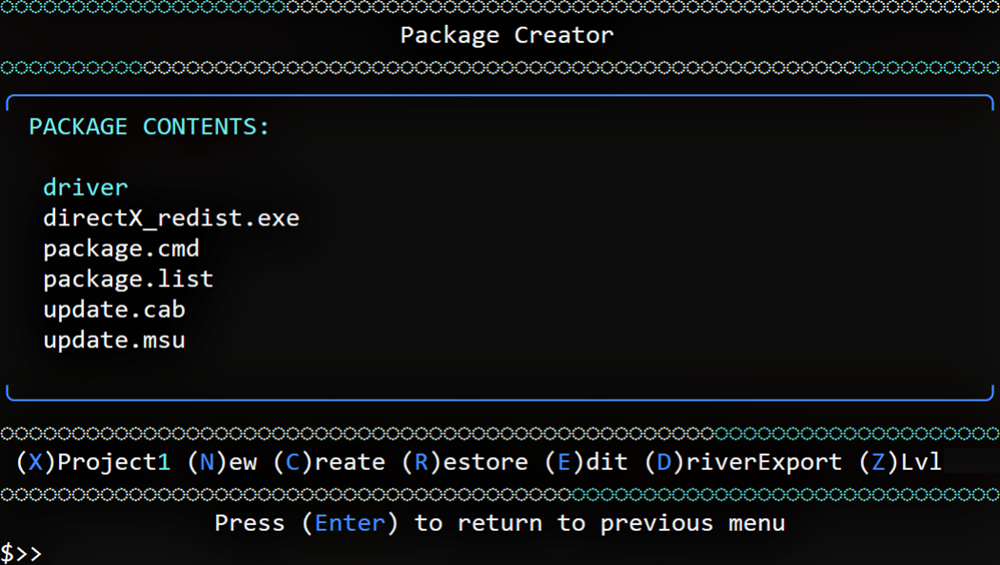 Package Creator
PACKAGE CONTENTS:
driver
directX_redist.exe
package.cmd
package.list
update.cab
update.msu
(X)Project1 (N)ew (C)reate (R)estore (E)dit (D)riverExport (Z)Lvl
Press (Enter) to return to previous menu
$>>